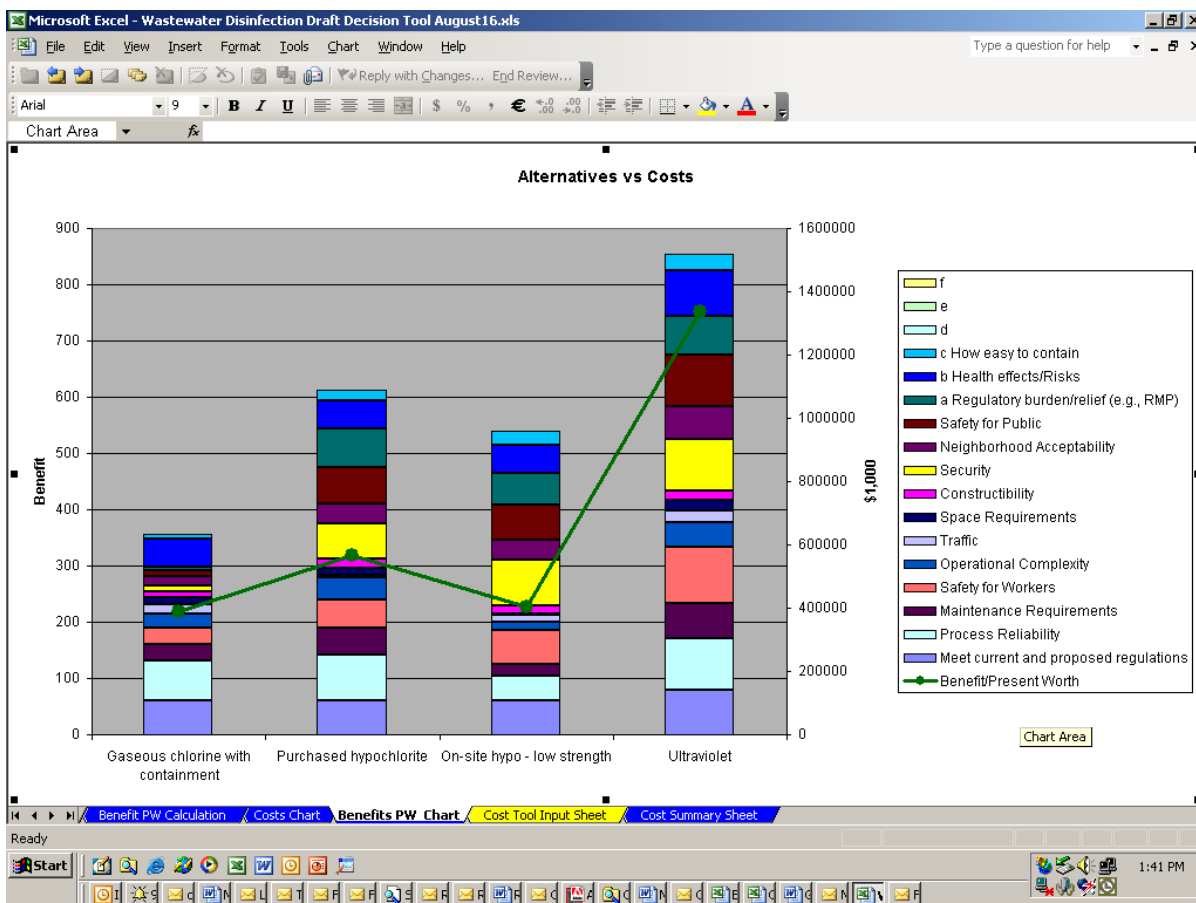 Microsoft Excel - Wastewater Disinfection Draft Decision Tool August16.xls
File Edit View Insert Format Tools Chart Window Help
Type a question for help
Reply with Changes... End Review...
Arial 9 B I U $ % , € ←.0 .00 .00 →.0 A
Chart Area fx
Alternatives vs Costs
900
800
700
600
500
400
300
200
100
0
Benefit
1600000
1400000
1200000
1000000
800000
600000
400000
200000
0
$1,000
Gaseous chlorine with containment
Purchased hypochlorite
On-site hypo - low strength
Ultraviolet
f
e
d
c How easy to contain
b Health effects/Risks
a Regulatory burden/relief (e.g., RMP)
Safety for Public
Neighborhood Acceptability
Security
Constructibility
Space Requirements
Traffic
Operational Complexity
Safety for Workers
Maintenance Requirements
Process Reliability
Meet current and proposed regulations
Benefit/Present Worth
Chart Area
Benefit PW Calculation Costs Chart Benefits PW Chart Cost Tool Input Sheet Cost Summary Sheet
Ready
Start
1:41 PM